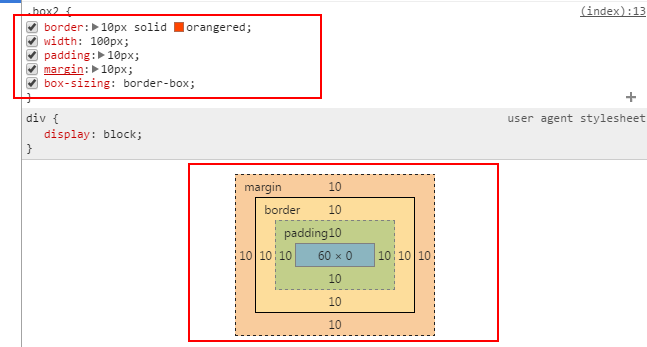 .box2 { (index):13
border: 10px solid orangered;
width: 100px;
padding: 10px;
margin: 10px;
box-sizing: border-box;
}
div { user agent stylesheet
display: block;
}
margin 10
border 10
padding10
10 10 10 60 × 0 10 10 10
10
10
10